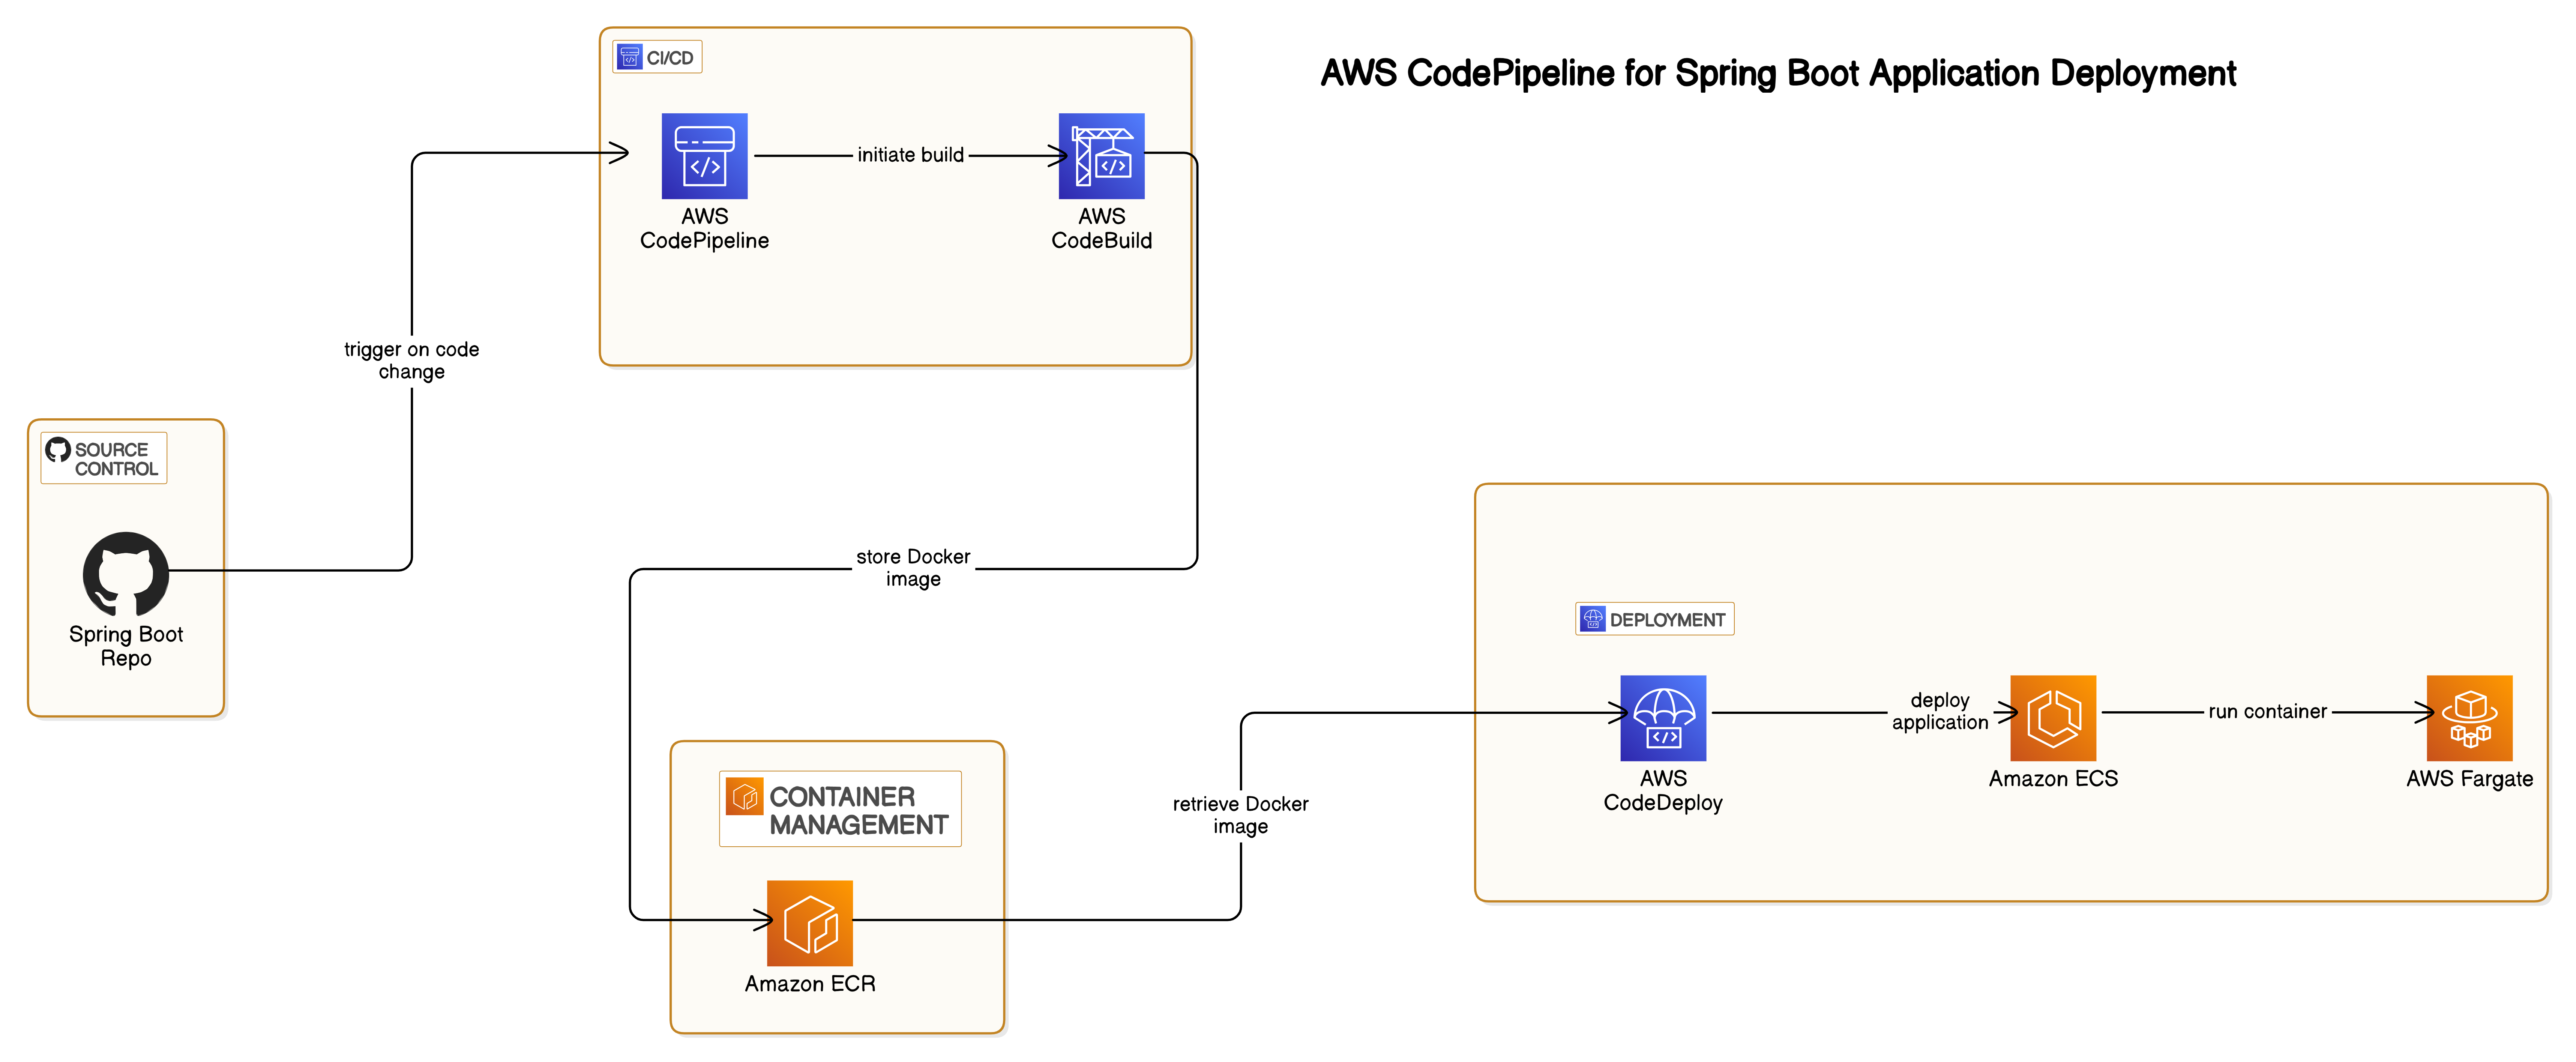 AWS CodePipeline for Spring Boot Application Deployment
CI/CD
AWS
CodePipeline
initiate build
AWS
CodeBuild
trigger on code
change
SOURCE
CONTROL
Spring Boot
Repo
store Docker
image
CONTAINER
MANAGEMENT
Amazon ECR
retrieve Docker
image
DEPLOYMENT
AWS
CodeDeploy
deploy
application
Amazon ECS
run container
AWS Fargate